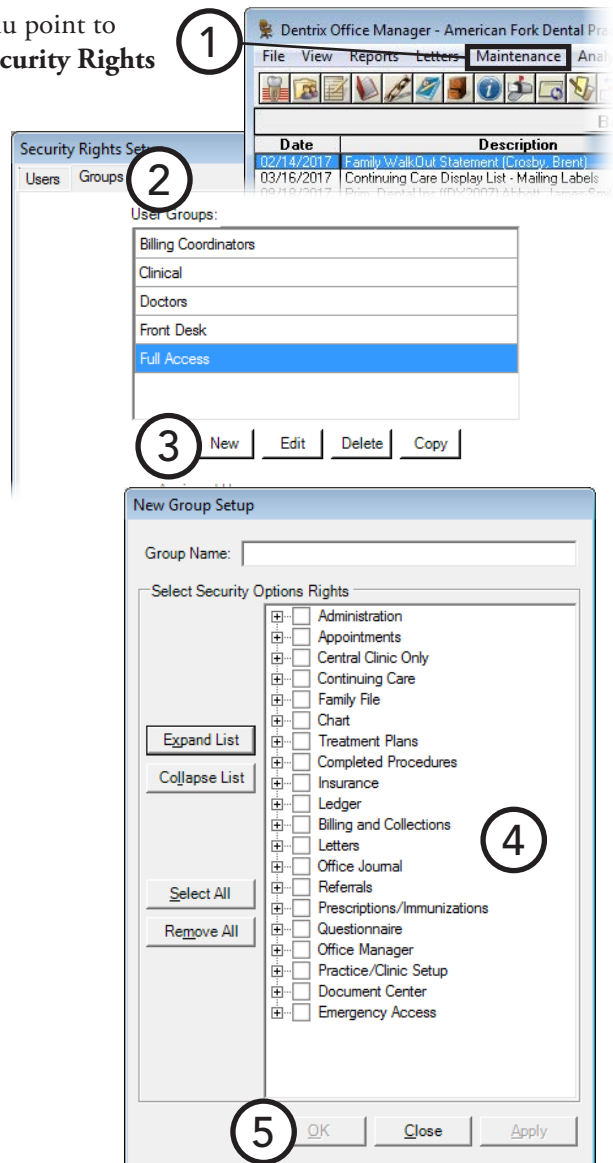 u point to
curity Rights
1
Dentrix Office Manager - American Fork Dental Pra
File View Reports Letters Maintenance Anal
Date Description
02/14/2017 Family WalkOut Statement (Crosby, Brent)
03/16/2017 Continuing Care Display List - Mailing Labels
Security Rights Setup
Users Groups
2
User Groups:
Billing Coordinators
Clinical
Doctors
Front Desk
Full Access
3
New Edit Delete Copy
New Group Setup
Group Name:
Select Security Options Rights
Administration
Appointments
Central Clinic Only
Continuing Care
Family File
Chart
Expand List
Treatment Plans
Completed Procedures
Collapse List
Insurance
Ledger
Billing and Collections
4
Letters
Office Journal
Select All
Referrals
Prescriptions/Immunizations
Remove All
Questionnaire
Office Manager
Practice/Clinic Setup
Document Center
Emergency Access
5
OK Close Apply